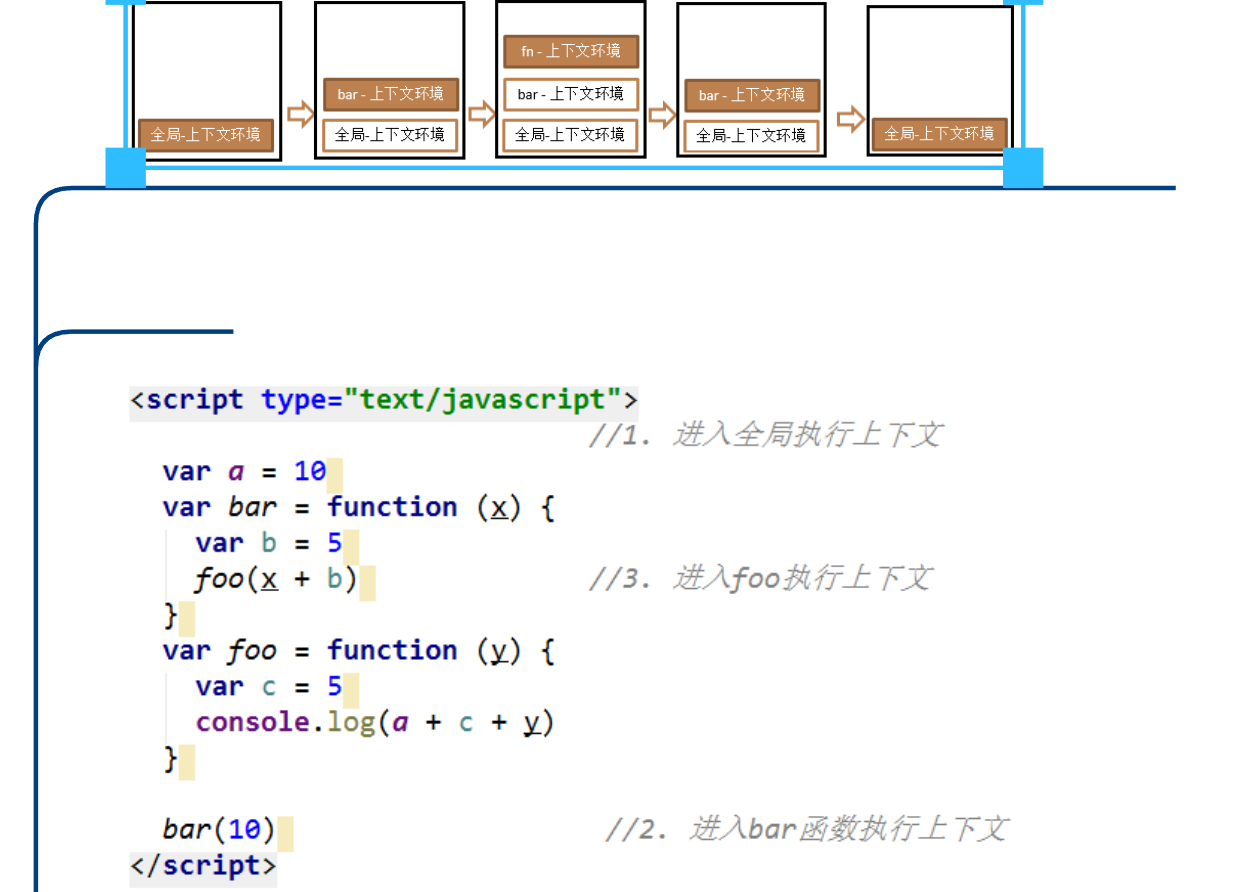 全局-上下文环境
bar - 上下文环境
全局-上下文环境
fn - 上下文环境
bar - 上下文环境
全局-上下文环境
bar - 上下文环境
全局-上下文环境
全局-上下文环境
<script type="text/javascript">
//1. 进入全局执行上下文
var a = 10
var bar = function (x) {
var b = 5
foo(x + b) //3. 进入foo执行上下文
}
var foo = function (y) {
var c = 5
console.log(a + c + y)
}
bar(10) //2. 进入bar函数执行上下文
</script>